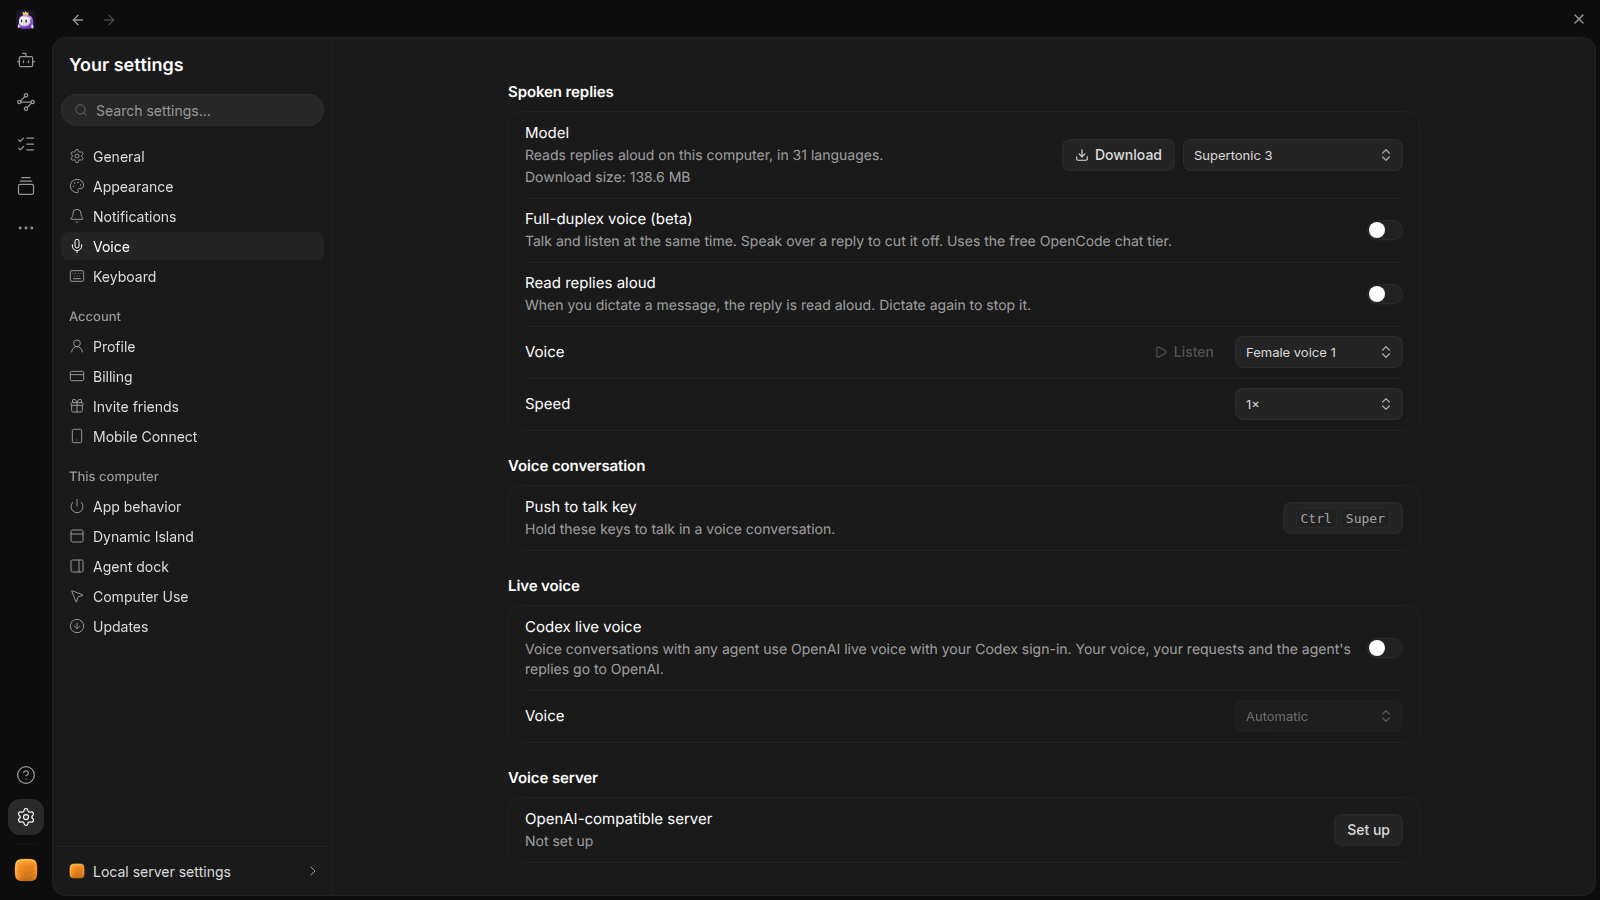 Your settings
Search settings...
General
Appearance
Notifications
Voice
Keyboard
Account
Profile
Billing
Invite friends
Mobile Connect
This computer
App behavior
Dynamic Island
Agent dock
Computer Use
Updates
Local server settings
Spoken replies
Model
Reads replies aloud on this computer, in 31 languages.
Download size: 138.6 MB
Download
Supertonic 3
Full-duplex voice (beta)
Talk and listen at the same time. Speak over a reply to cut it off. Uses the free OpenCode chat tier.
Read replies aloud
When you dictate a message, the reply is read aloud. Dictate again to stop it.
Voice
Listen
Female voice 1
Speed
1×
Voice conversation
Push to talk key
Hold these keys to talk in a voice conversation.
Ctrl Super
Live voice
Codex live voice
Voice conversations with any agent use OpenAI live voice with your Codex sign-in. Your voice, your requests and the agent's
replies go to OpenAI.
Voice
Automatic
Voice server
OpenAI-compatible server
Not set up
Set up